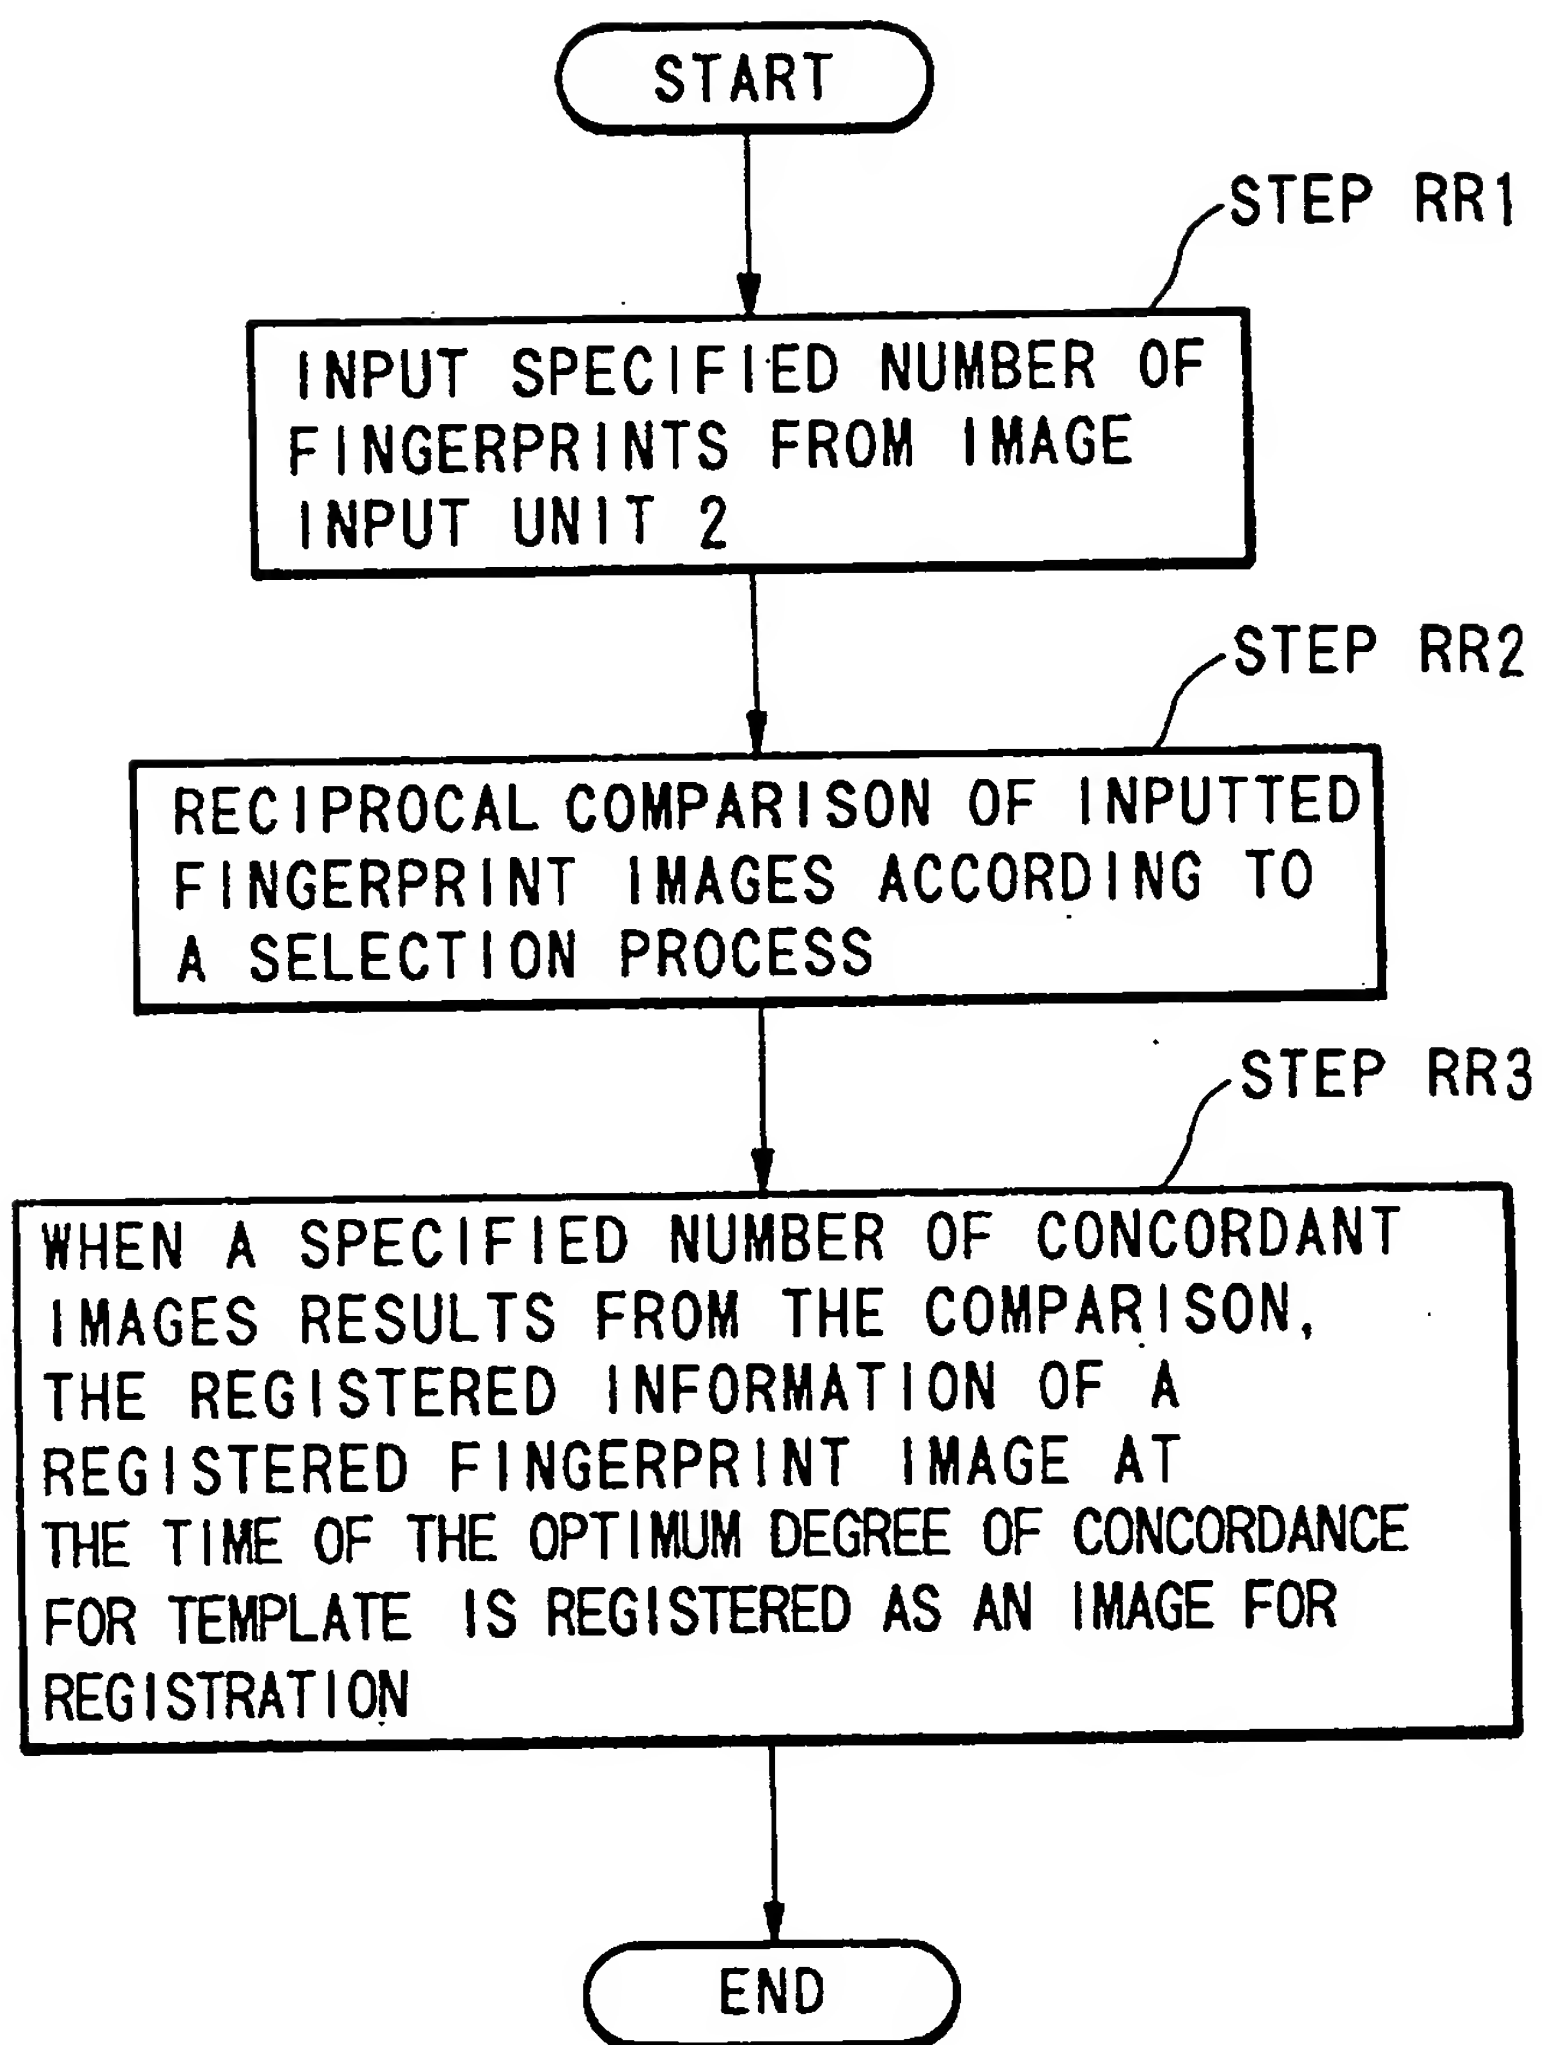 START
STEP RR1
INPUT SPECIFIED NUMBER OF
FINGERPRINTS FROM IMAGE
INPUT UNIT 2
STEP RR2
RECIPROCAL COMPARISON OF INPUTTED
FINGERPRINT IMAGES ACCORDING TO
A SELECTION PROCESS
STEP RR3
WHEN A SPECIFIED NUMBER OF CONCORDANT
IMAGES RESULTS FROM THE COMPARISON,
THE REGISTERED INFORMATION OF A
REGISTERED FINGERPRINT IMAGE AT
THE TIME OF THE OPTIMUM DEGREE OF CONCORDANCE
FOR TEMPLATE IS REGISTERED AS AN IMAGE FOR
REGISTRATION
END